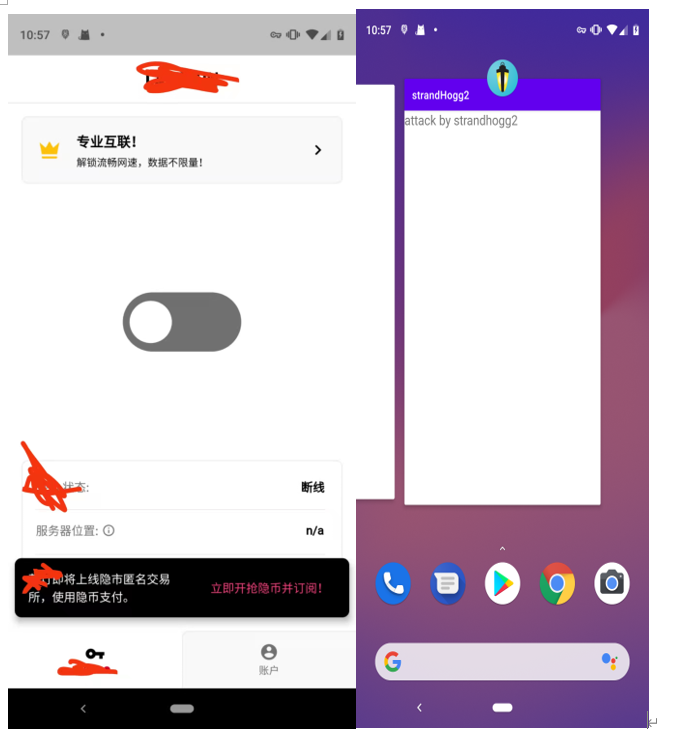 10:57
专业互联！
解锁流畅网速，数据不限量！
状态:
断线
服务器位置:
n/a
即将上线隐市匿名交易
所，使用隐币支付。
立即开抢隐币并订阅！
账户
10:57
strandHogg2
attack by strandhogg2